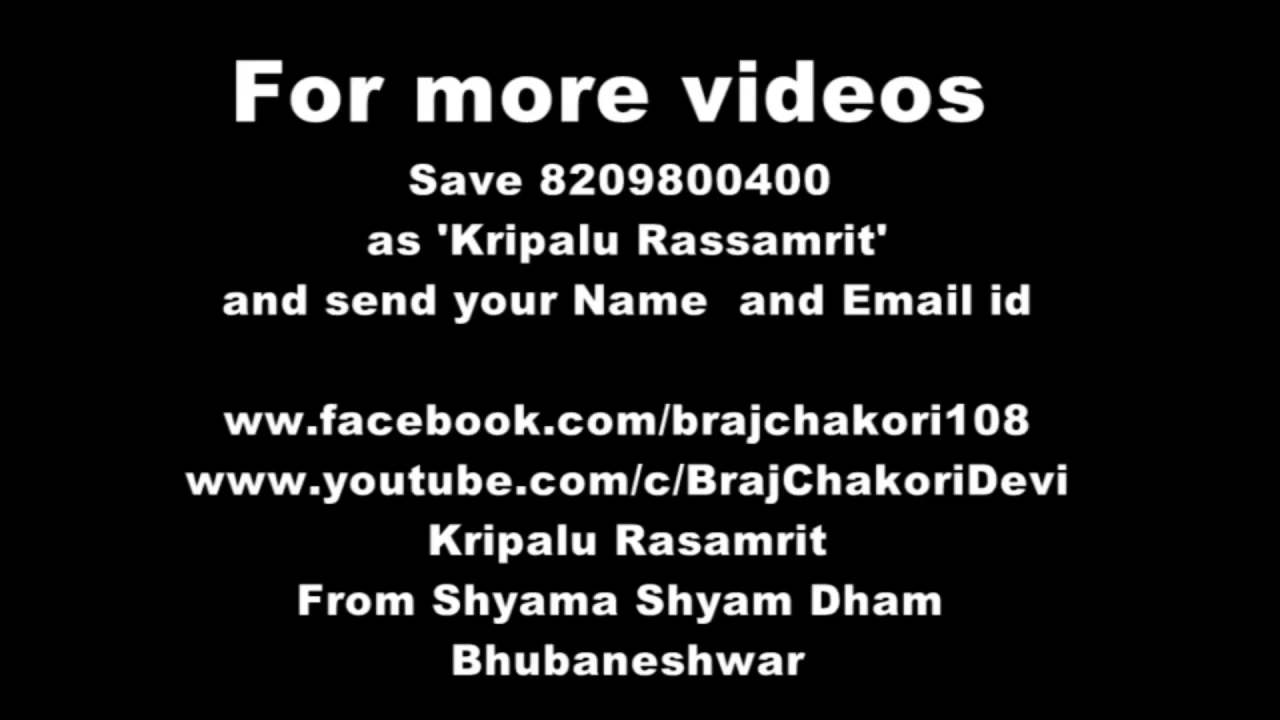 For more videos
Save 8209800400
as 'Kripalu Rassamrit'
and send your Name  and Email id
ww.facebook.com/brajchakori108
www.youtube.com/c/BrajChakoriDevi
Kripalu Rasamrit
From Shyama Shyam Dham
Bhubaneshwar